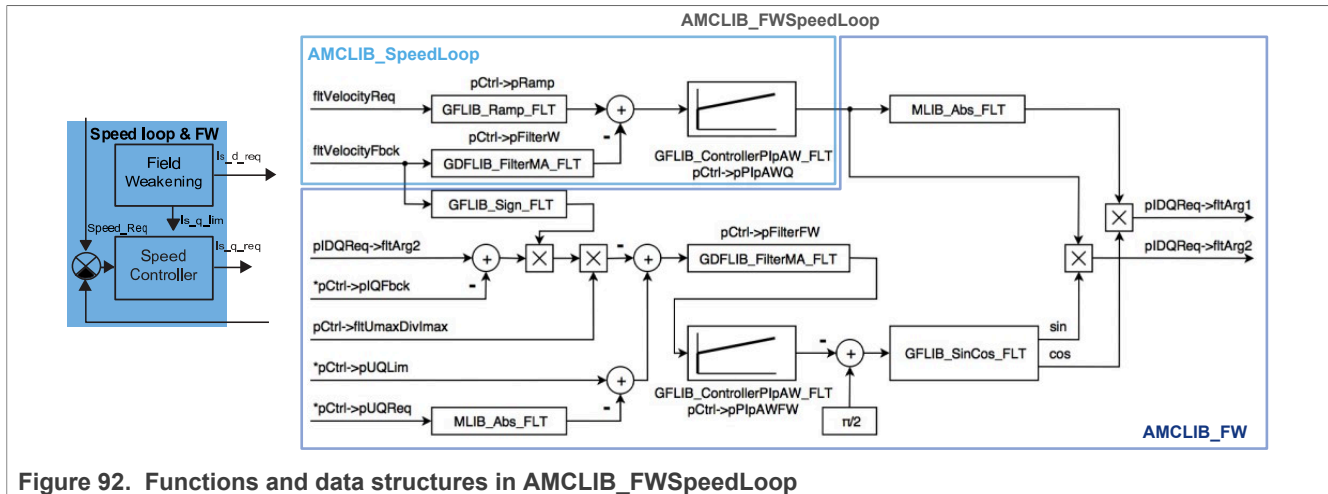 AMCLIB_FWSpeedLoop
AMCLIB_SpeedLoop
fltVelocityReq
pCtrl->pRamp
GFLIB_Ramp_FLT
+
-
pCtrl->pFilterW
fltVelocityFbck
GDFLIB_FilterMA_FLT
GFLIB_ControllerPIpAW_FLT
pCtrl->pPIpAWQ
MLIB_Abs_FLT
Speed loop & FW
Field
Weakening
Is_d_req
Is_q_lim
Speed_Req
Is_q_req
Speed
Controller
GFLIB_Sign_FLT
pIDQReq->fltArg2
+
-
*pCtrl->pIQFbck
×
×
-
+
pCtrl->pFilterFW
GDFLIB_FilterMA_FLT
pCtrl->fltUmaxDivImax
*pCtrl->pUQLim
+
-
*pCtrl->pUQReq
MLIB_Abs_FLT
GFLIB_ControllerPIpAW_FLT
pCtrl->pPIpAWFW
-
+
π/2
GFLIB_SinCos_FLT
sin
cos
×
×
pIDQReq->fltArg1
pIDQReq->fltArg2
AMCLIB_FW
Figure 92. Functions and data structures in AMCLIB_FWSpeedLoop